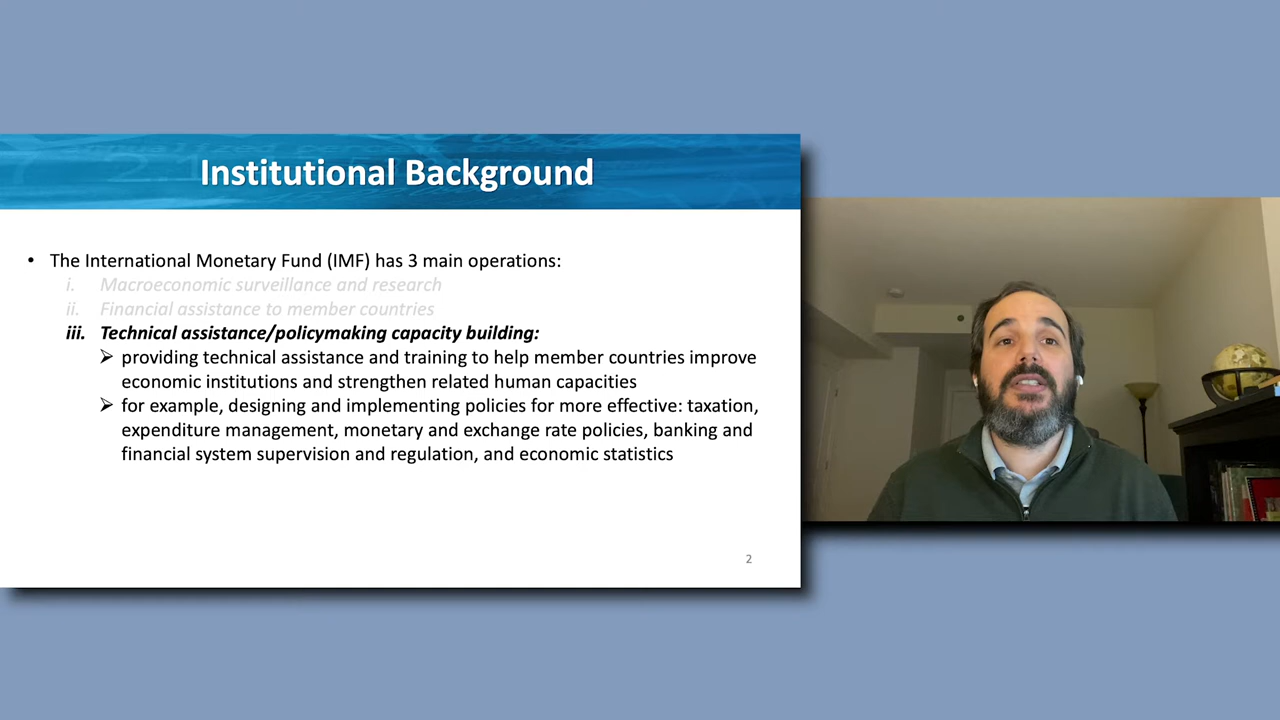 Institutional Background
• The International Monetary Fund (IMF) has 3 main operations:
i. Macroeconomic surveillance and research
ii. Financial assistance to member countries
iii. Technical assistance/policymaking capacity building:
➢ providing technical assistance and training to help member countries improve
economic institutions and strengthen related human capacities
➢ for example, designing and implementing policies for more effective: taxation,
expenditure management, monetary and exchange rate policies, banking and
financial system supervision and regulation, and economic statistics
2